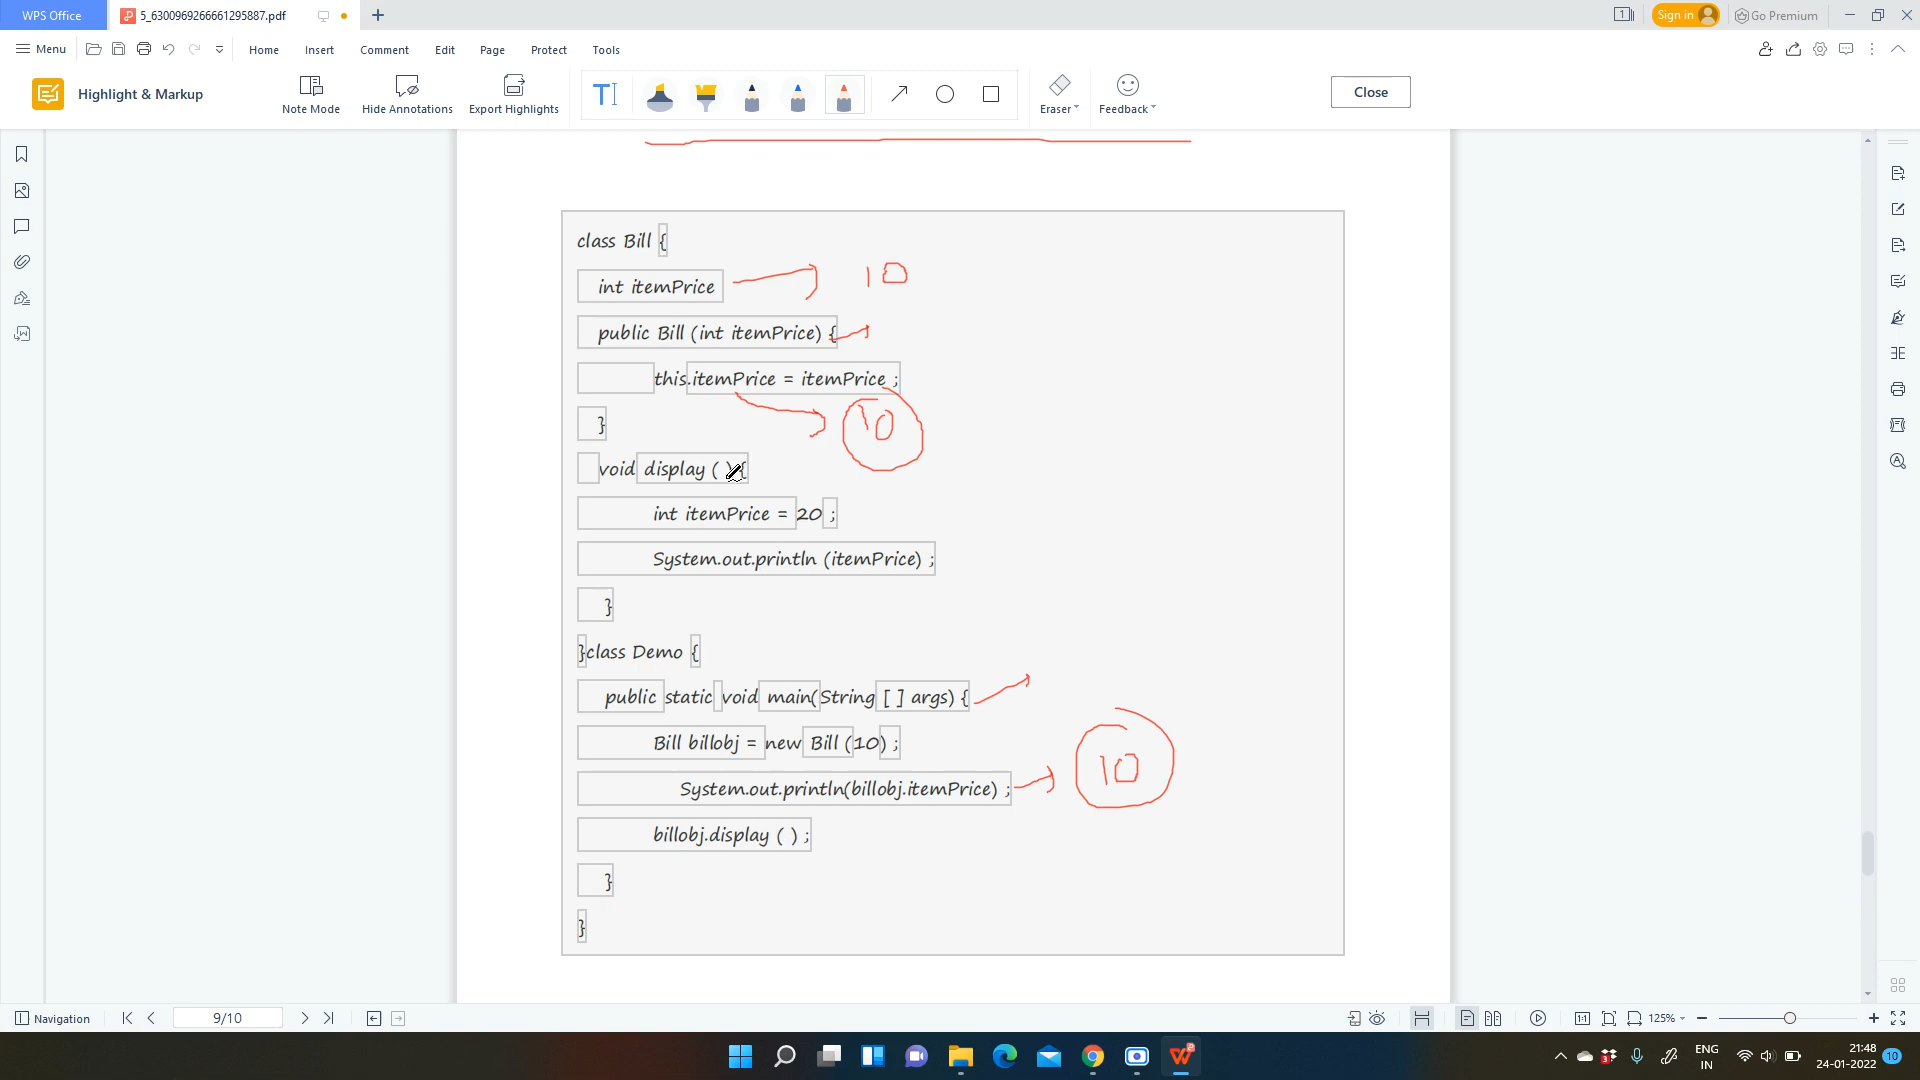 WPS Office
5_6300969266661295887.pdf
1
Sign in
Go Premium
Menu
Home
Insert
Comment
Edit
Page
Protect
Tools
Highlight & Markup
Note Mode
Hide Annotations
Export Highlights
T
Eraser
Feedback
Close
class Bill {
int itemPrice
10
public Bill (int itemPrice) {
this.itemPrice = itemPrice ;
10
}
void display ( ) {
int itemPrice = 20 ;
System.out.println (itemPrice) ;
}
}class Demo {
public static void main(String [ ] args) {
Bill billobj = new Bill (10) ;
10
System.out.println(billobj.itemPrice) ;
billobj.display ( ) ;
}
}
Navigation
9/10
1:1
125%
ENG
IN
21:48
24-01-2022
10
3